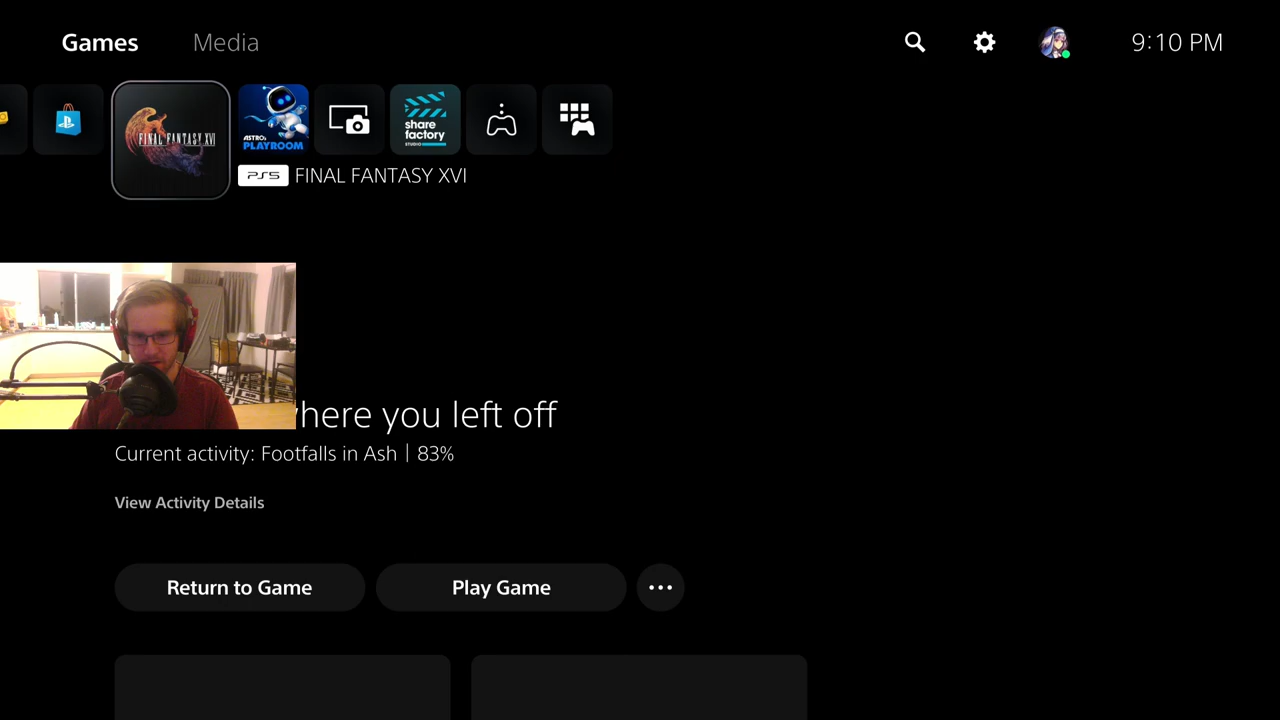 Games Media 9:10 PM
FINAL FANTASY XVI
ASTRO's
PLAYROOM
share
factory
STUDIO
PS5 FINAL FANTASY XVI
here you left off
Current activity: Footfalls in Ash | 83%
View Activity Details
Return to Game Play Game